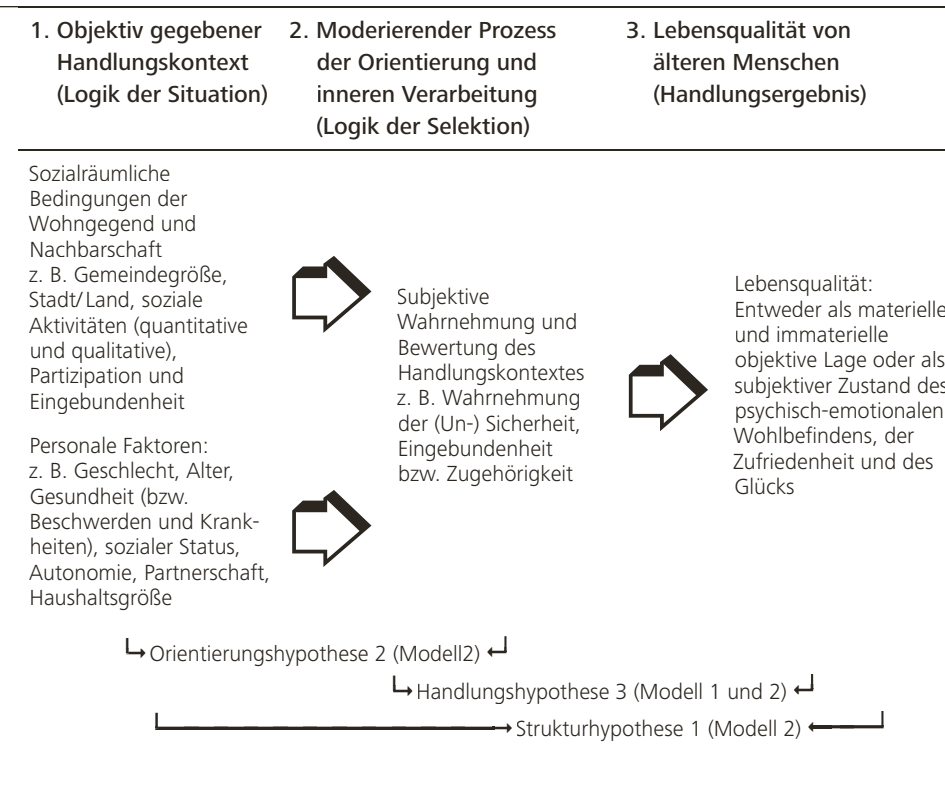 1. Objektiv gegebener
Handlungskontext
(Logik der Situation)
2. Moderierender Prozess
der Orientierung und
inneren Verarbeitung
(Logik der Selektion)
3. Lebensqualität von
älteren Menschen
(Handlungsergebnis)
Sozialräumliche
Bedingungen der
Wohngegend und
Nachbarschaft
z. B. Gemeindegröße,
Stadt/Land, soziale
Aktivitäten (quantitative
und qualitative),
Partizipation und
Eingebundenheit
Personale Faktoren:
z. B. Geschlecht, Alter,
Gesundheit (bzw.
Beschwerden und Krank-
heiten), sozialer Status,
Autonomie, Partnerschaft,
Haushaltsgröße
Subjektive
Wahrnehmung und
Bewertung des
Handlungskontextes
z. B. Wahrnehmung
der (Un-) Sicherheit,
Eingebundenheit
bzw. Zugehörigkeit
Lebensqualität:
Entweder als materielle
und immaterielle
objektive Lage oder als
subjektiver Zustand des
psychisch-emotionalen
Wohlbefindens, der
Zufriedenheit und des
Glücks
Orientierungshypothese 2 (Modell2)
Handlungshypothese 3 (Modell 1 und 2)
Strukturhypothese 1 (Modell 2)